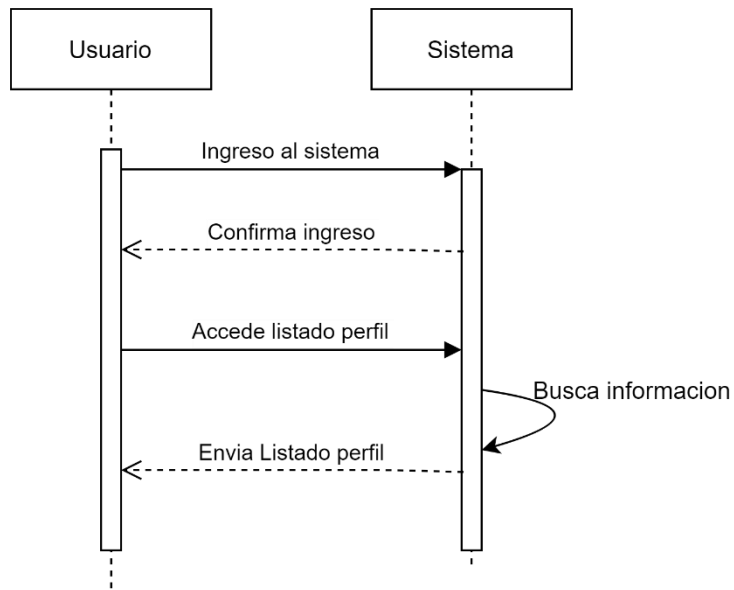 Usuario
Sistema
Ingreso al sistema
Confirma ingreso
Accede listado perfil
Busca informacion
Envia Listado perfil